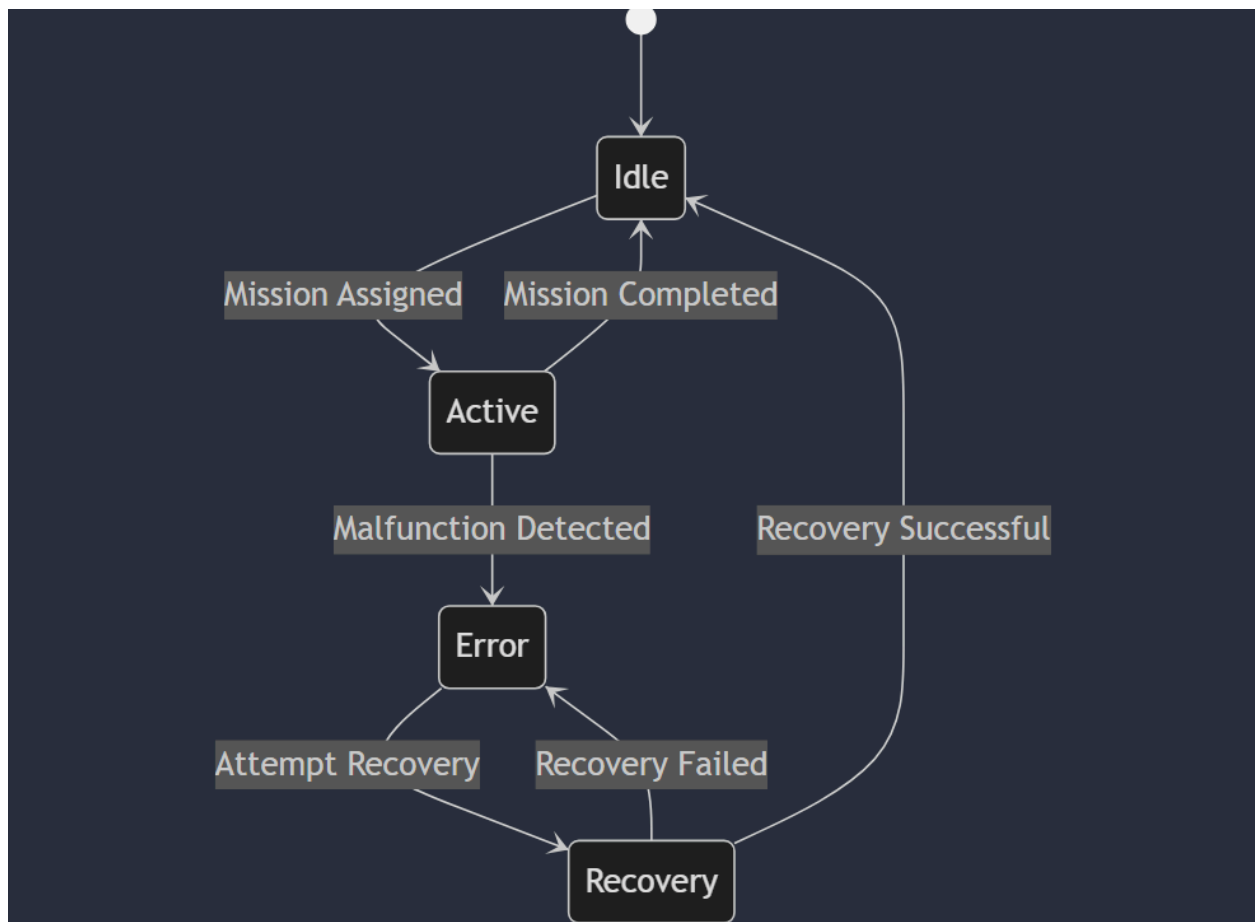 Idle
Mission Assigned
Mission Completed
Active
Malfunction Detected
Recovery Successful
Error
Attempt Recovery
Recovery Failed
Recovery